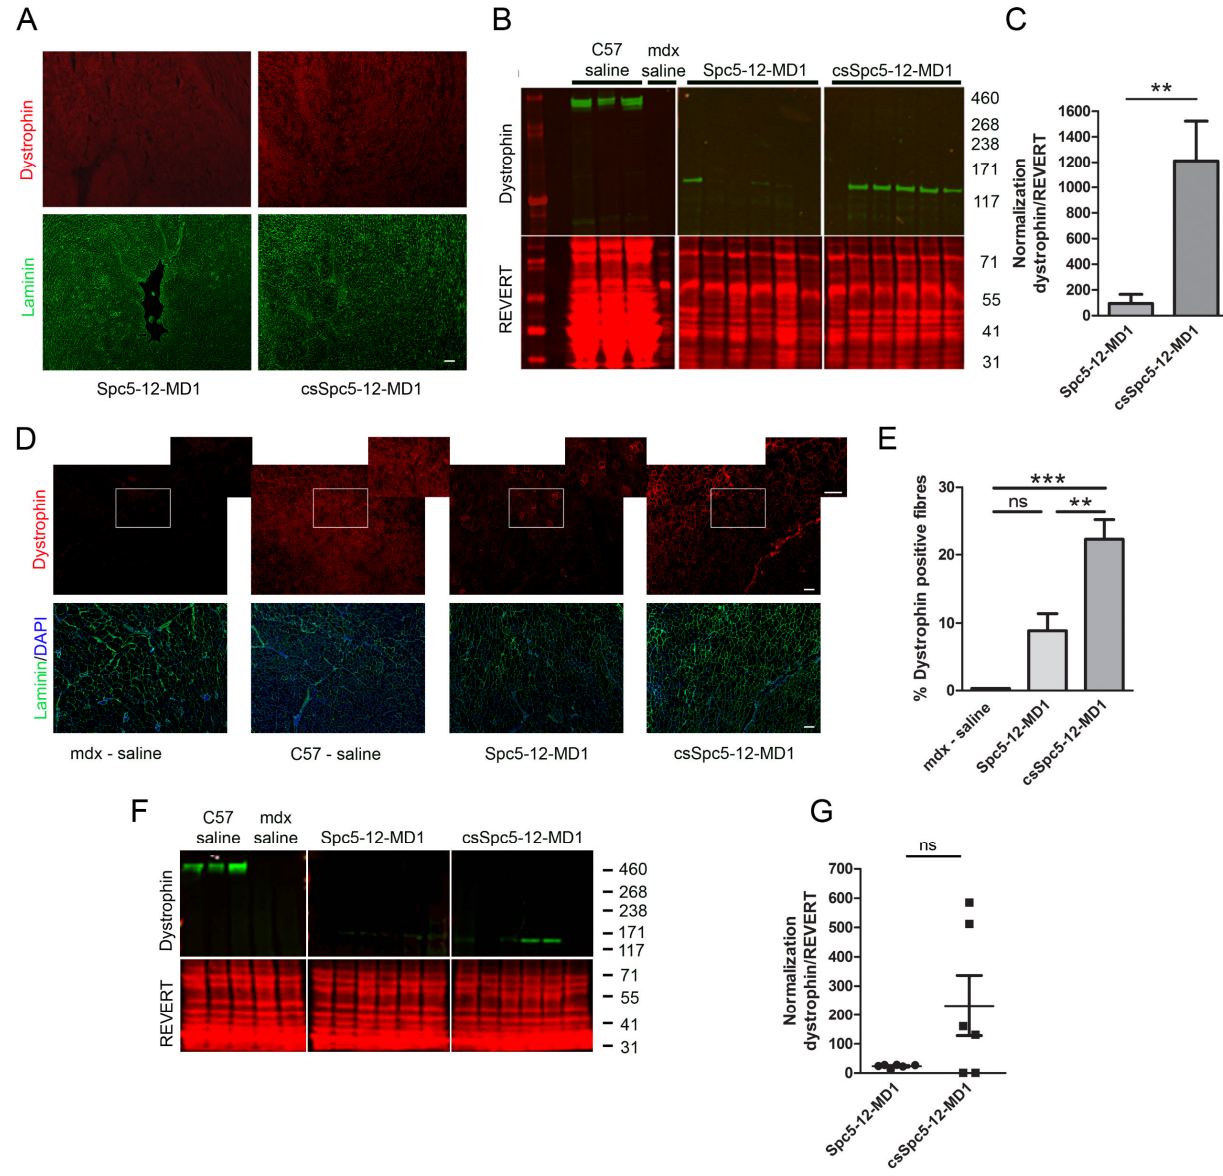 A
Dystrophin
Laminin
Spc5-12-MD1
csSpc5-12-MD1
B
C57
saline
mdx
saline
Spc5-12-MD1
csSpc5-12-MD1
Dystrophin
REVERT
460
268
238
171
117
71
55
41
31
C
**
Normalization
dystrophin/REVERT
1600
1400
1200
1000
800
600
400
200
0
Spc5-12-MD1
csSpc5-12-MD1
D
Dystrophin
Laminin/DAPI
mdx - saline
C57 - saline
Spc5-12-MD1
csSpc5-12-MD1
E
% Dystrophin positive fibres
***
ns
**
30
20
10
0
mdx - saline
Spc5-12-MD1
csSpc5-12-MD1
F
C57
saline
mdx
saline
Spc5-12-MD1
csSpc5-12-MD1
Dystrophin
REVERT
460
268
238
171
117
71
55
41
31
G
ns
Normalization
dystrophin/REVERT
700
600
500
400
300
200
100
0
Spc5-12-MD1
csSpc5-12-MD1